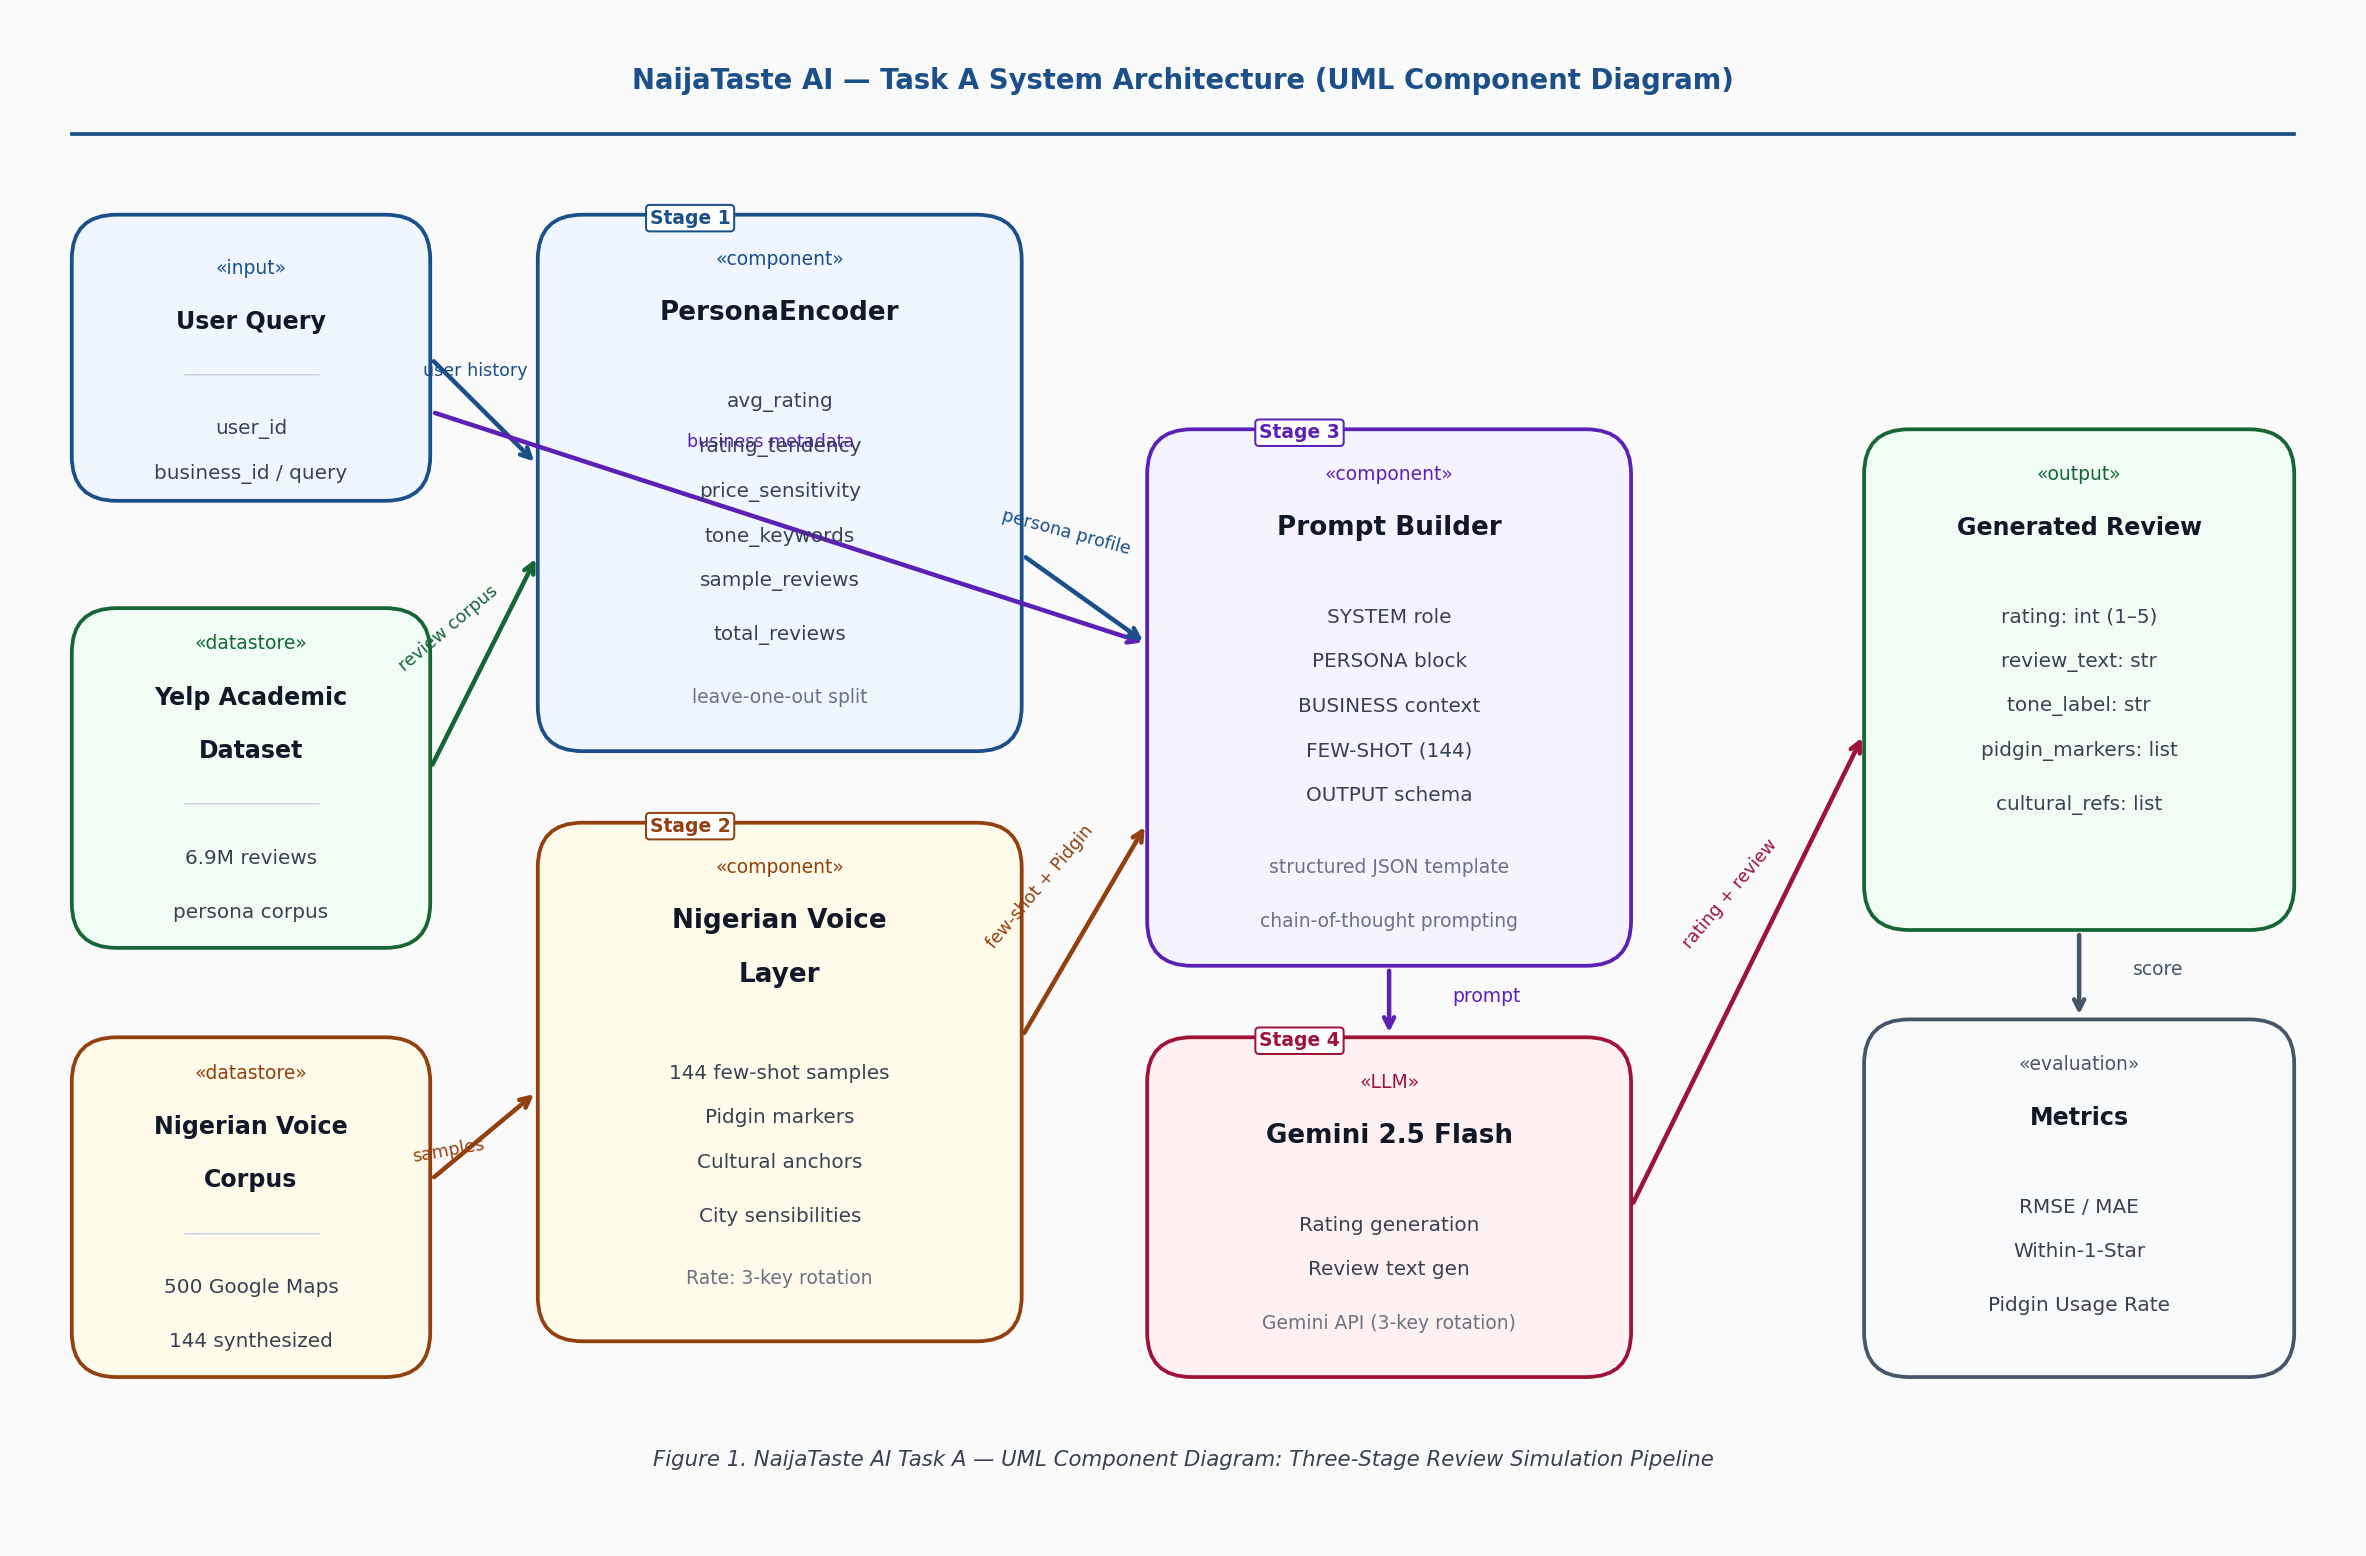 NaijaTaste AI — Task A System Architecture (UML Component Diagram)
«input»
User Query
user_id
business_id / query
user history
business metadata
Stage 1
«component»
PersonaEncoder
avg_rating
rating_tendency
price_sensitivity
tone_keywords
sample_reviews
total_reviews
leave-one-out split
persona profile
«datastore»
Yelp Academic
Dataset
6.9M reviews
persona corpus
review corpus
«datastore»
Nigerian Voice
Corpus
500 Google Maps
144 synthesized
samples
Stage 2
«component»
Nigerian Voice
Layer
144 few-shot samples
Pidgin markers
Cultural anchors
City sensibilities
Rate: 3-key rotation
few-shot + Pidgin
Stage 3
«component»
Prompt Builder
SYSTEM role
PERSONA block
BUSINESS context
FEW-SHOT (144)
OUTPUT schema
structured JSON template
chain-of-thought prompting
prompt
Stage 4
«LLM»
Gemini 2.5 Flash
Rating generation
Review text gen
Gemini API (3-key rotation)
rating + review
«output»
Generated Review
rating: int (1–5)
review_text: str
tone_label: str
pidgin_markers: list
cultural_refs: list
score
«evaluation»
Metrics
RMSE / MAE
Within-1-Star
Pidgin Usage Rate
Figure 1. NaijaTaste AI Task A — UML Component Diagram: Three-Stage Review Simulation Pipeline